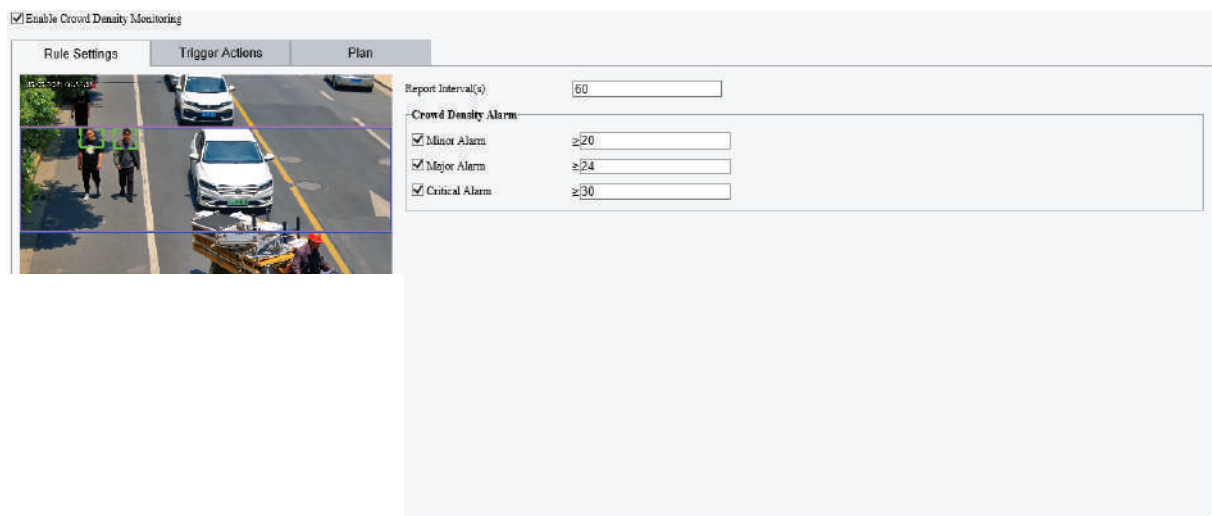 Enable Crowd Density Monitoring
Rule Settings
Trigger Actions
Plan
Report Interval(s) 60
Crowd Density Alarm
Minor Alarm ≥20
Major Alarm ≥24
Critical Alarm ≥30